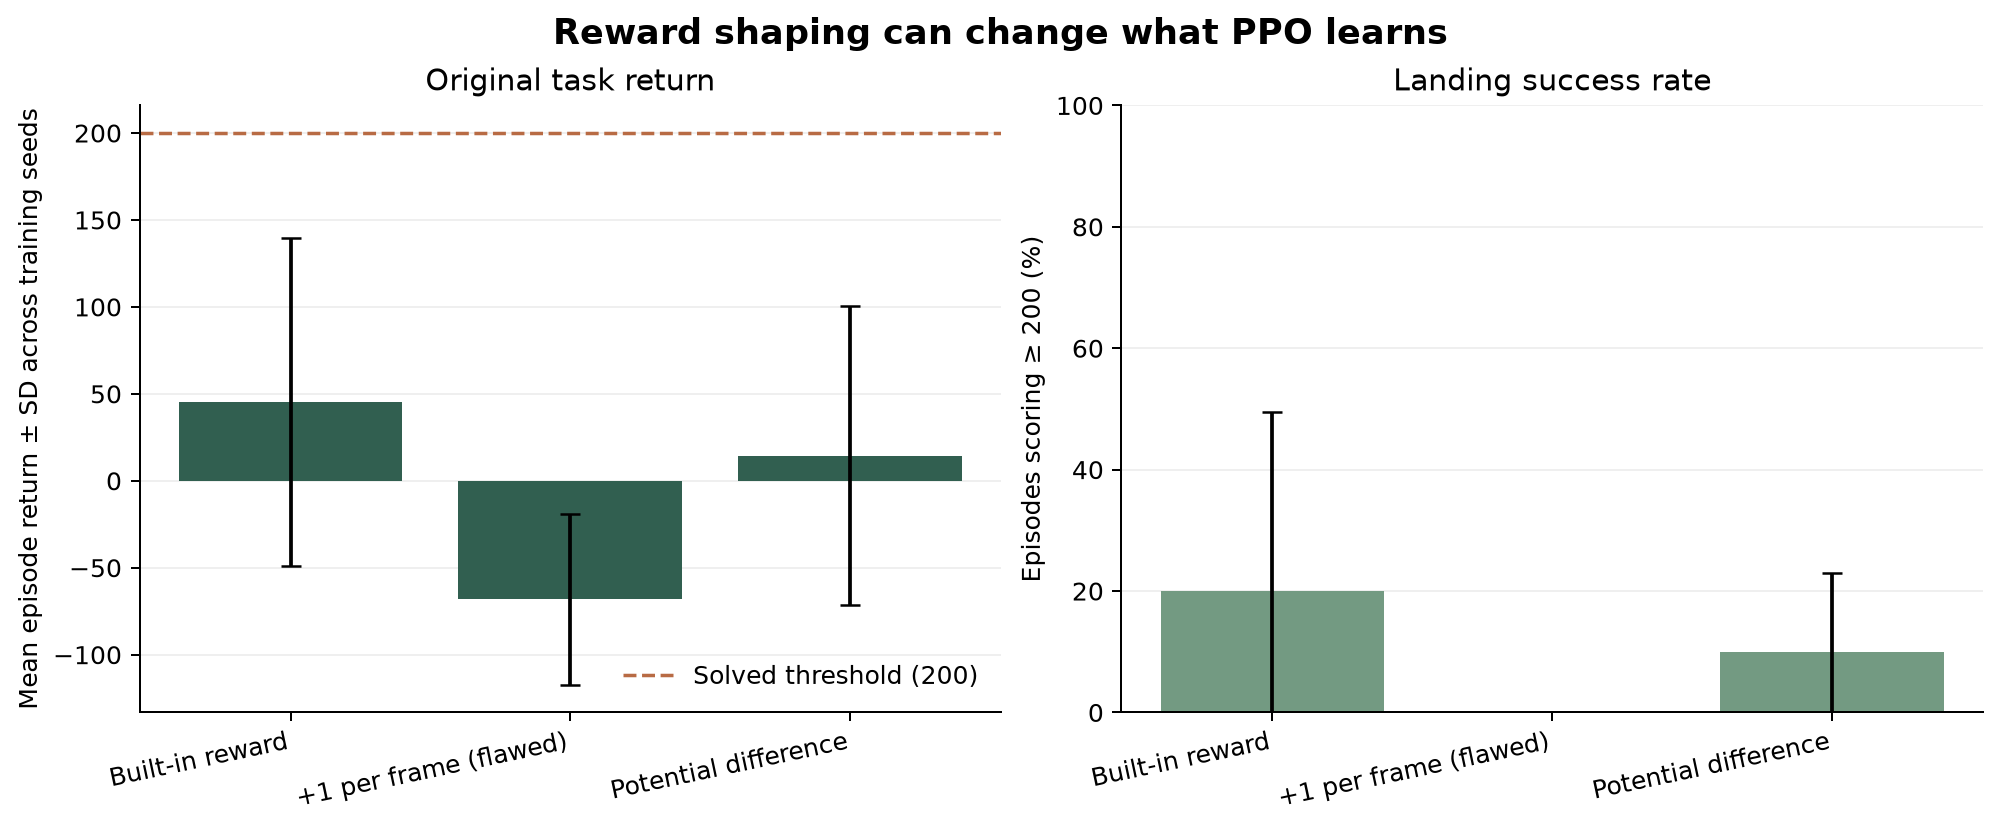 Reward shaping can change what PPO learns
Original task return
Mean episode return ± SD across training seeds
200
150
100
50
0
−50
−100
Solved threshold (200)
Built-in reward
+1 per frame (flawed)
Potential difference
Landing success rate
Episodes scoring ≥ 200 (%)
100
80
60
40
20
0
Built-in reward
+1 per frame (flawed)
Potential difference